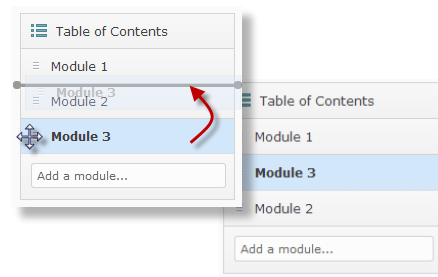 Table of Contents
Module 1
Module 3
Module 2
Module 3
Add a module...
Table of Contents
Module 1
Module 3
Module 2
Add a module...